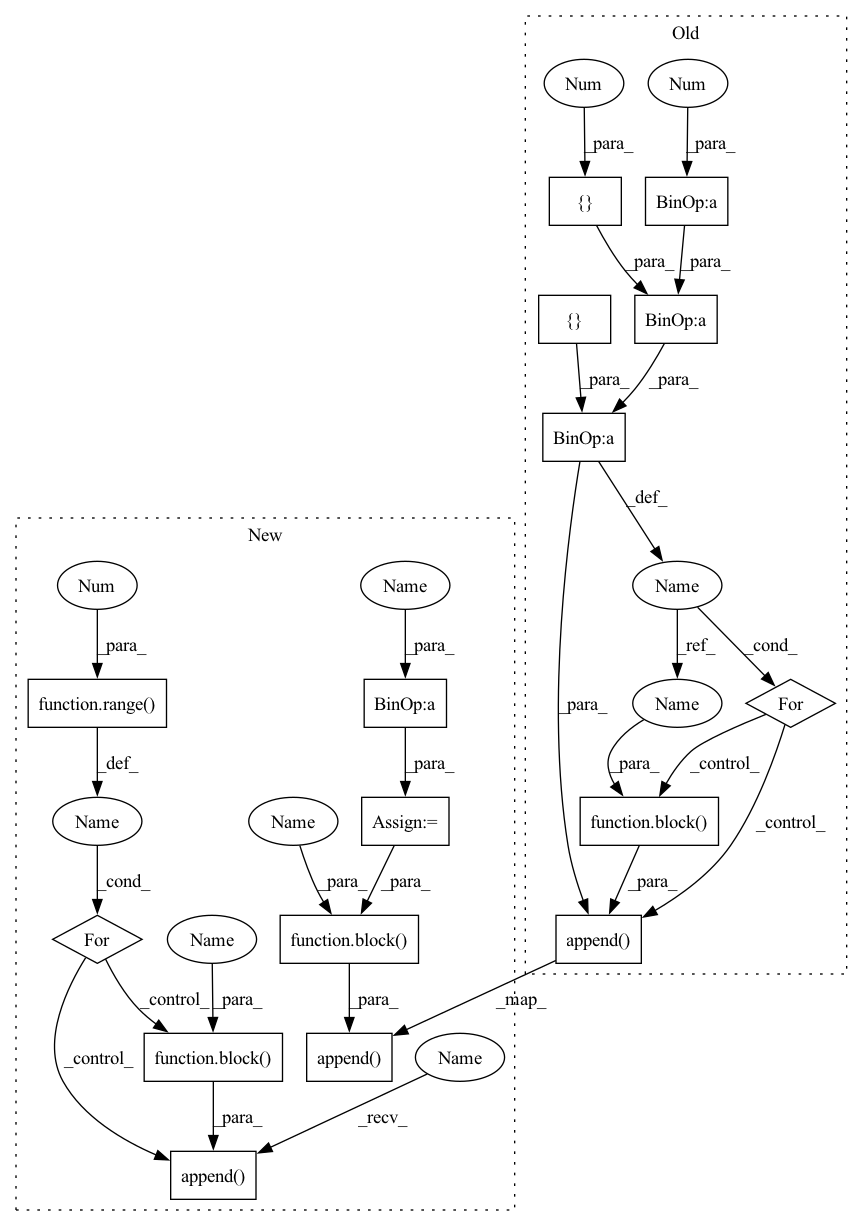 Old
Num
Num
_para_
_para_
{}
BinOp:a
_para_
_para_
{}
BinOp:a
_para_
_para_
BinOp:a
_def_
New
Num
Name
Name
_para_
_para_
_ref_
_cond_
function.range()
BinOp:a
_para_
Name
For
_def_
_para_
_para_
_control_
Name
Name
Assign:=
function.block()
_control_
_cond_
_para_
_para_
_para_
For
Name
function.block()
append()
_control_
_para_
_para_
_map_
_control_
function.block()
append()
Name
_para_
_recv_
append()